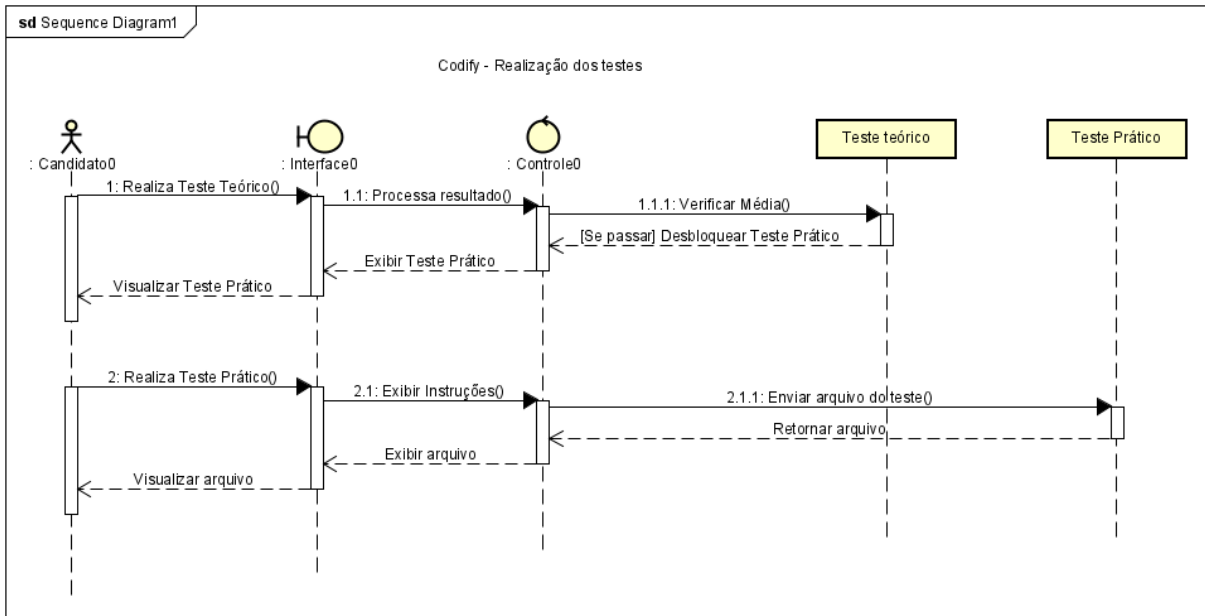 sd Sequence Diagram1
Codify - Realização dos testes
: Candidato0
: Interface0
: Controle0
Teste teórico
Teste Prático
1: Realiza Teste Teórico()
1.1: Processa resultado()
1.1.1: Verificar Média()
[Se passar] Desbloquear Teste Prático
Exibir Teste Prático
Visualizar Teste Prático
2: Realiza Teste Prático()
2.1: Exibir Instruções()
2.1.1: Enviar arquivo do teste()
Retornar arquivo
Exibir arquivo
Visualizar arquivo